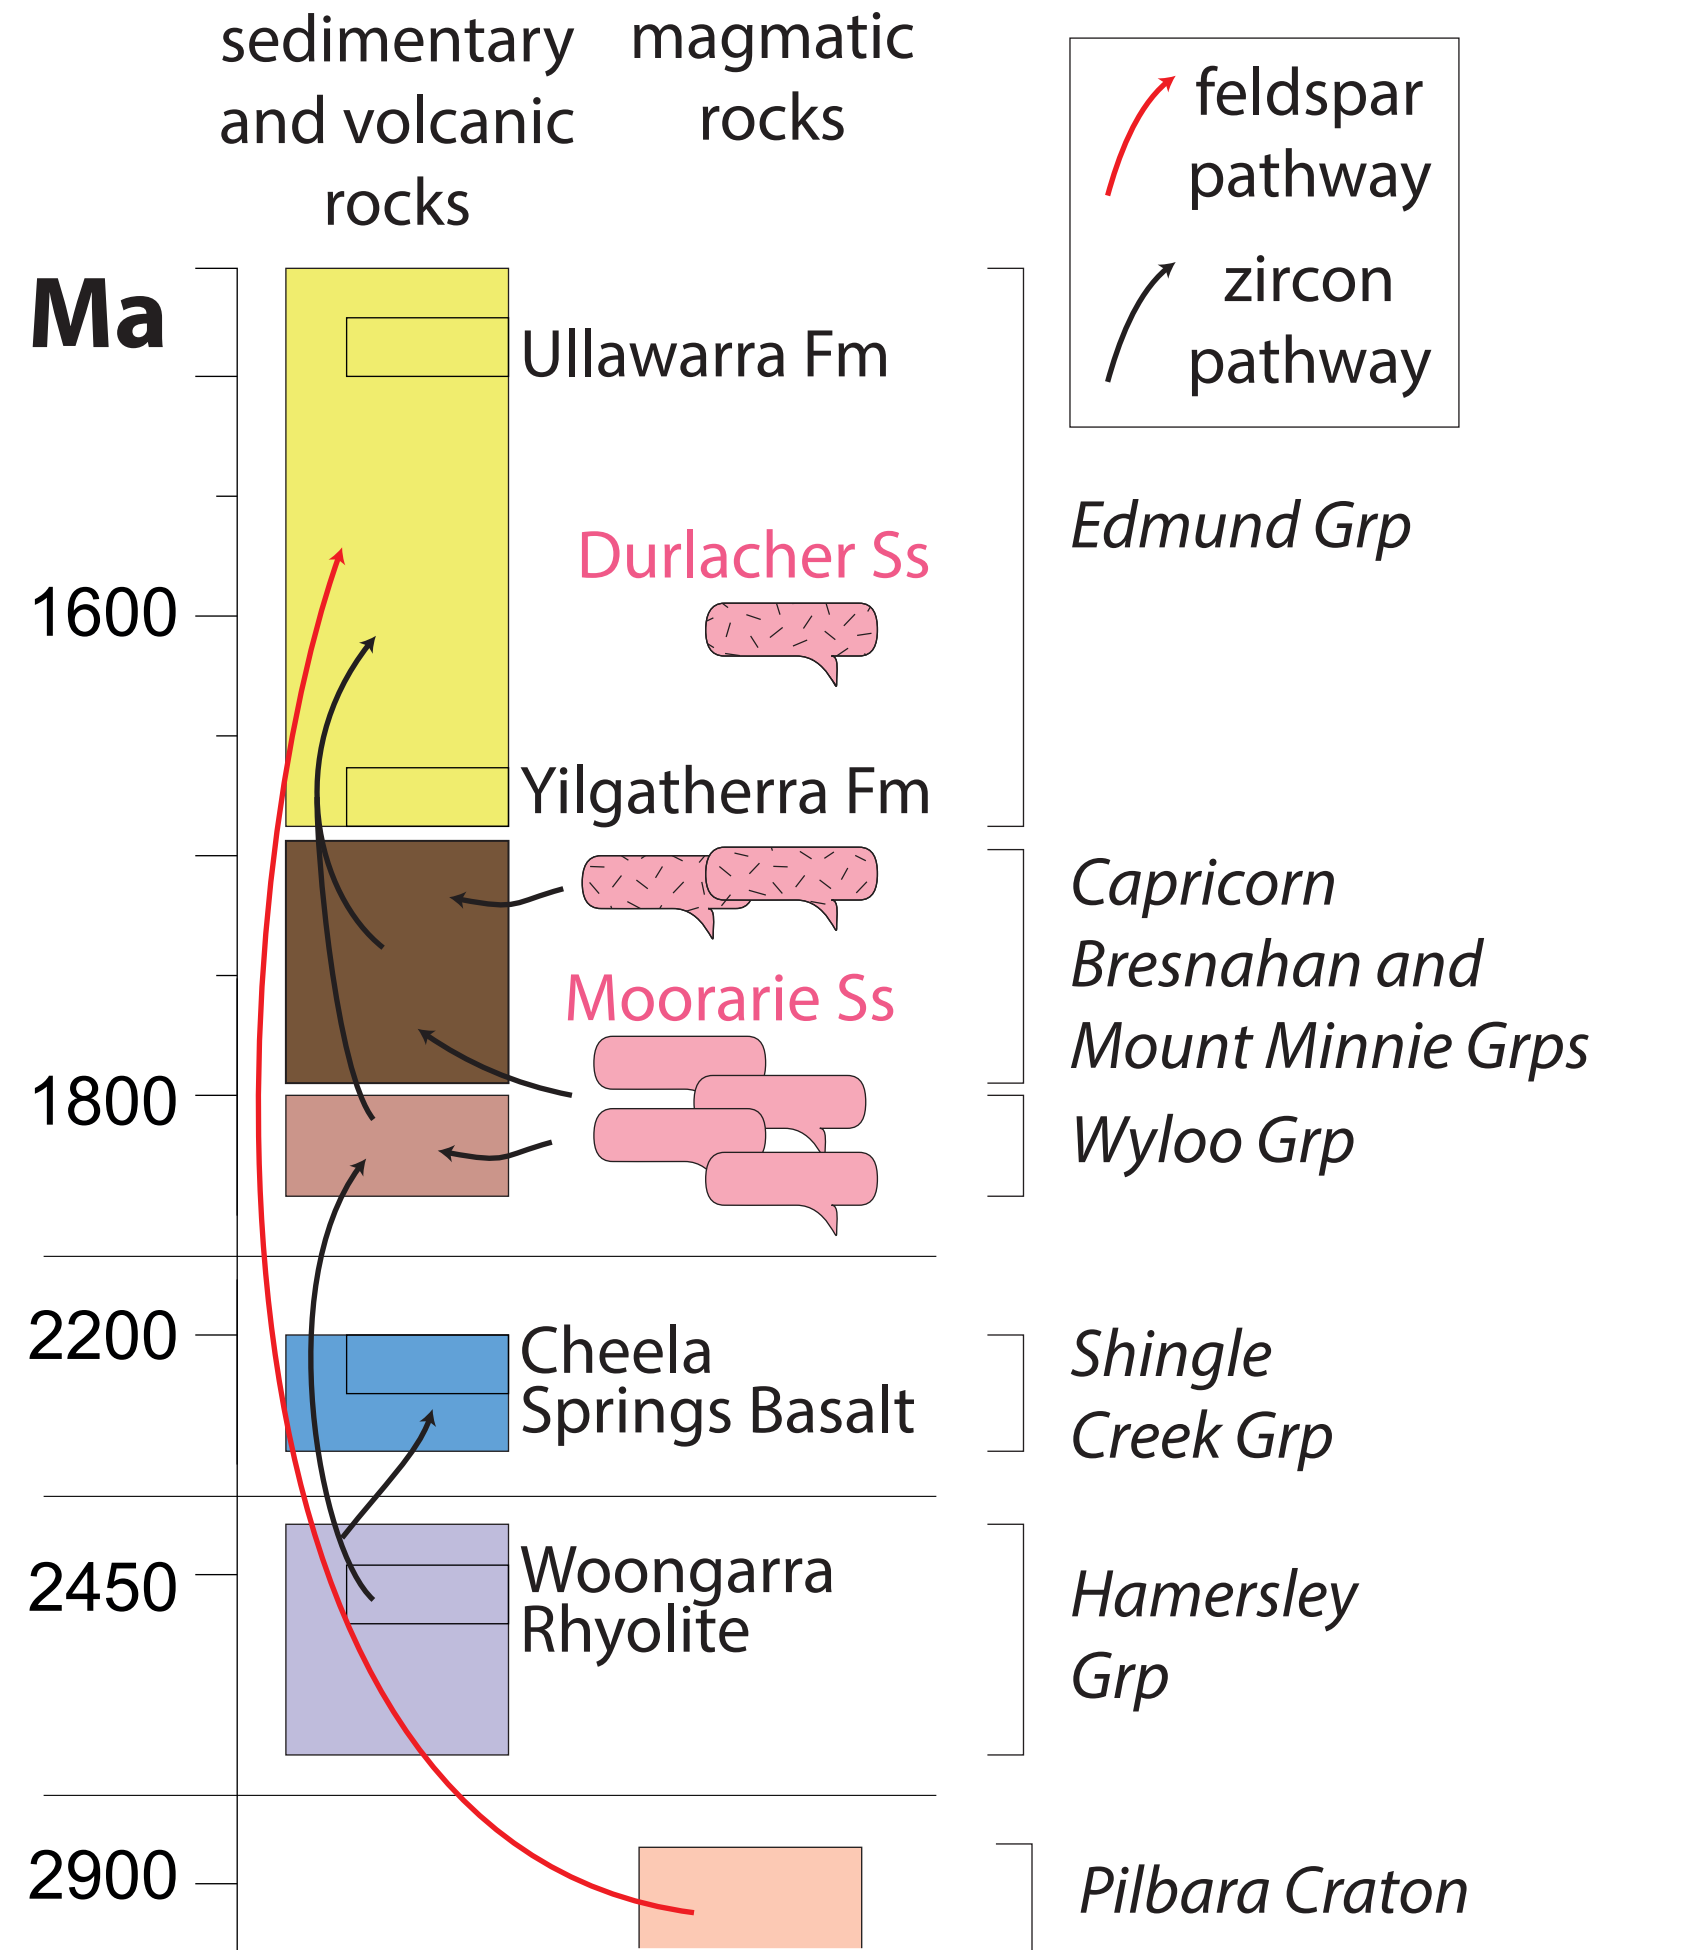 sedimentary
and volcanic
rocks
magmatic
rocks
feldspar
pathway
zircon
pathway
Ma
Ullawarra Fm
Edmund Grp
Durlacher Ss
1600
Yilgatherra Fm
Capricorn
Bresnahan and
Mount Minnie Grps
Moorarie Ss
1800
Wyloo Grp
2200
Cheela
Springs Basalt
Shingle
Creek Grp
2450
Woongarra
Rhyolite
Hamersley
Grp
2900
Pilbara Craton